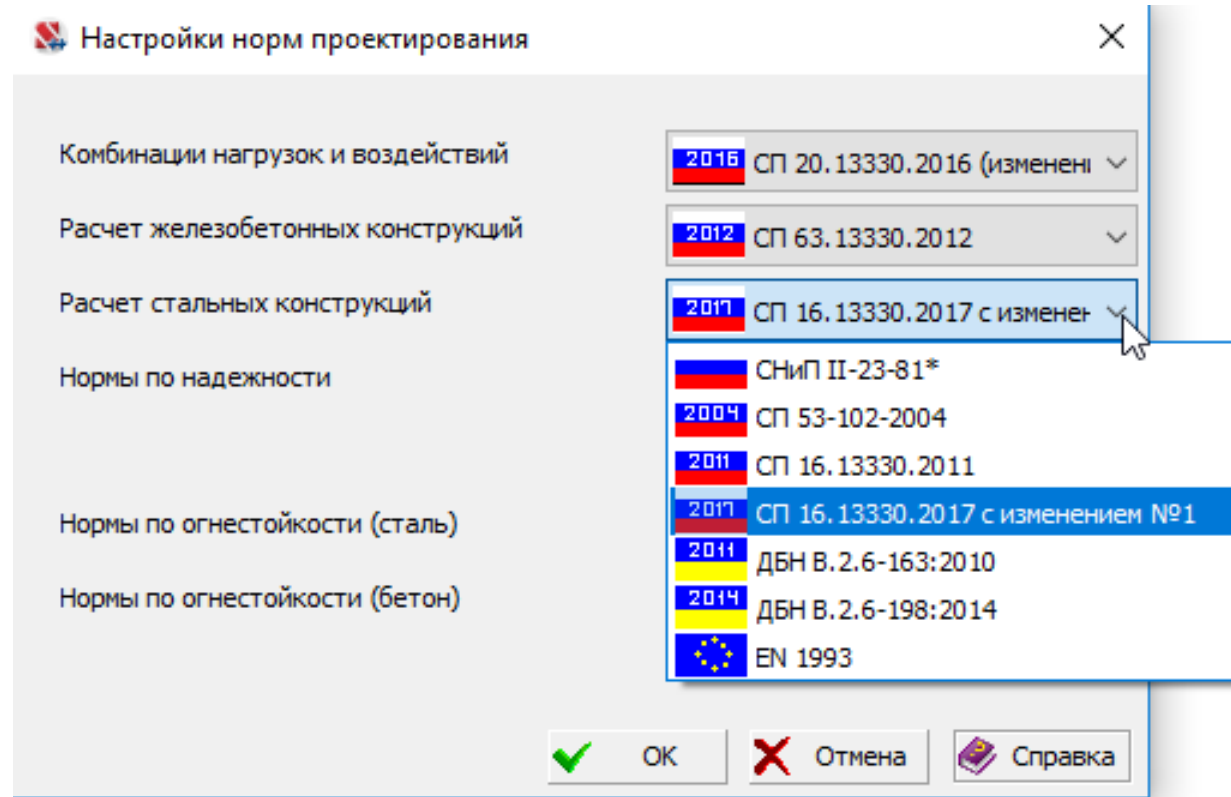 Настройки норм проектирования
Комбинации нагрузок и воздействий
2016 СП 20.13330.2016 (изменени
Расчет железобетонных конструкций
2012 СП 63.13330.2012
Расчет стальных конструкций
2017 СП 16.13330.2017 с изменен
Нормы по надежности
СНиП II-23-81*
2004 СП 53-102-2004
2011 СП 16.13330.2011
2017 СП 16.13330.2017 с изменением №1
Нормы по огнестойкости (сталь)
2011 ДБН В.2.6-163:2010
Нормы по огнестойкости (бетон)
2014 ДБН В.2.6-198:2014
EN 1993
OK
Отмена
Справка